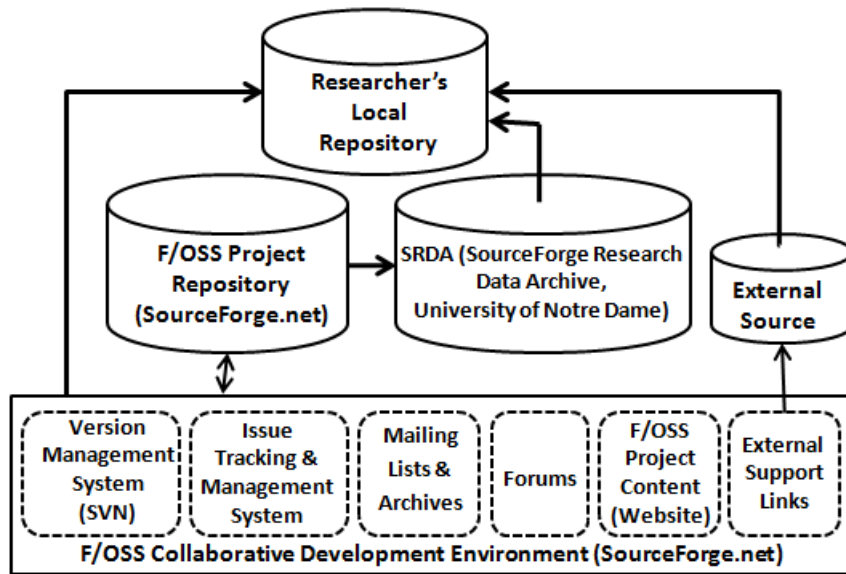 Researcher's
Local
Repository
F/OSS Project
Repository
(SourceForge.net)
SRDA (SourceForge Research
Data Archive,
University of Notre Dame)
External
Source
Version
Management
System
(SVN)
Issue
Tracking &
Management
System
Mailing
Lists &
Archives
Forums
F/OSS
Project
Content
(Website)
External
Support
Links
F/OSS Collaborative Development Environment (SourceForge.net)